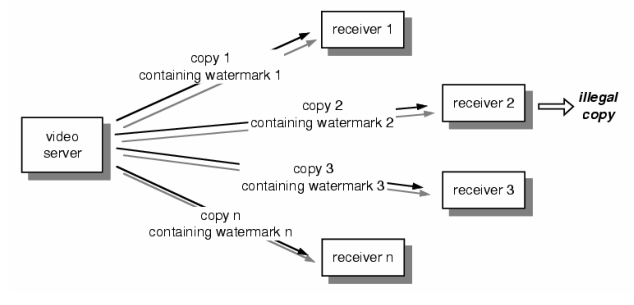 receiver 1
copy 1
containing watermark 1
copy 2
containing watermark 2
receiver 2
illegal
copy
video
server
copy 3
containing watermark 3
receiver 3
copy n
containing watermark n
receiver n